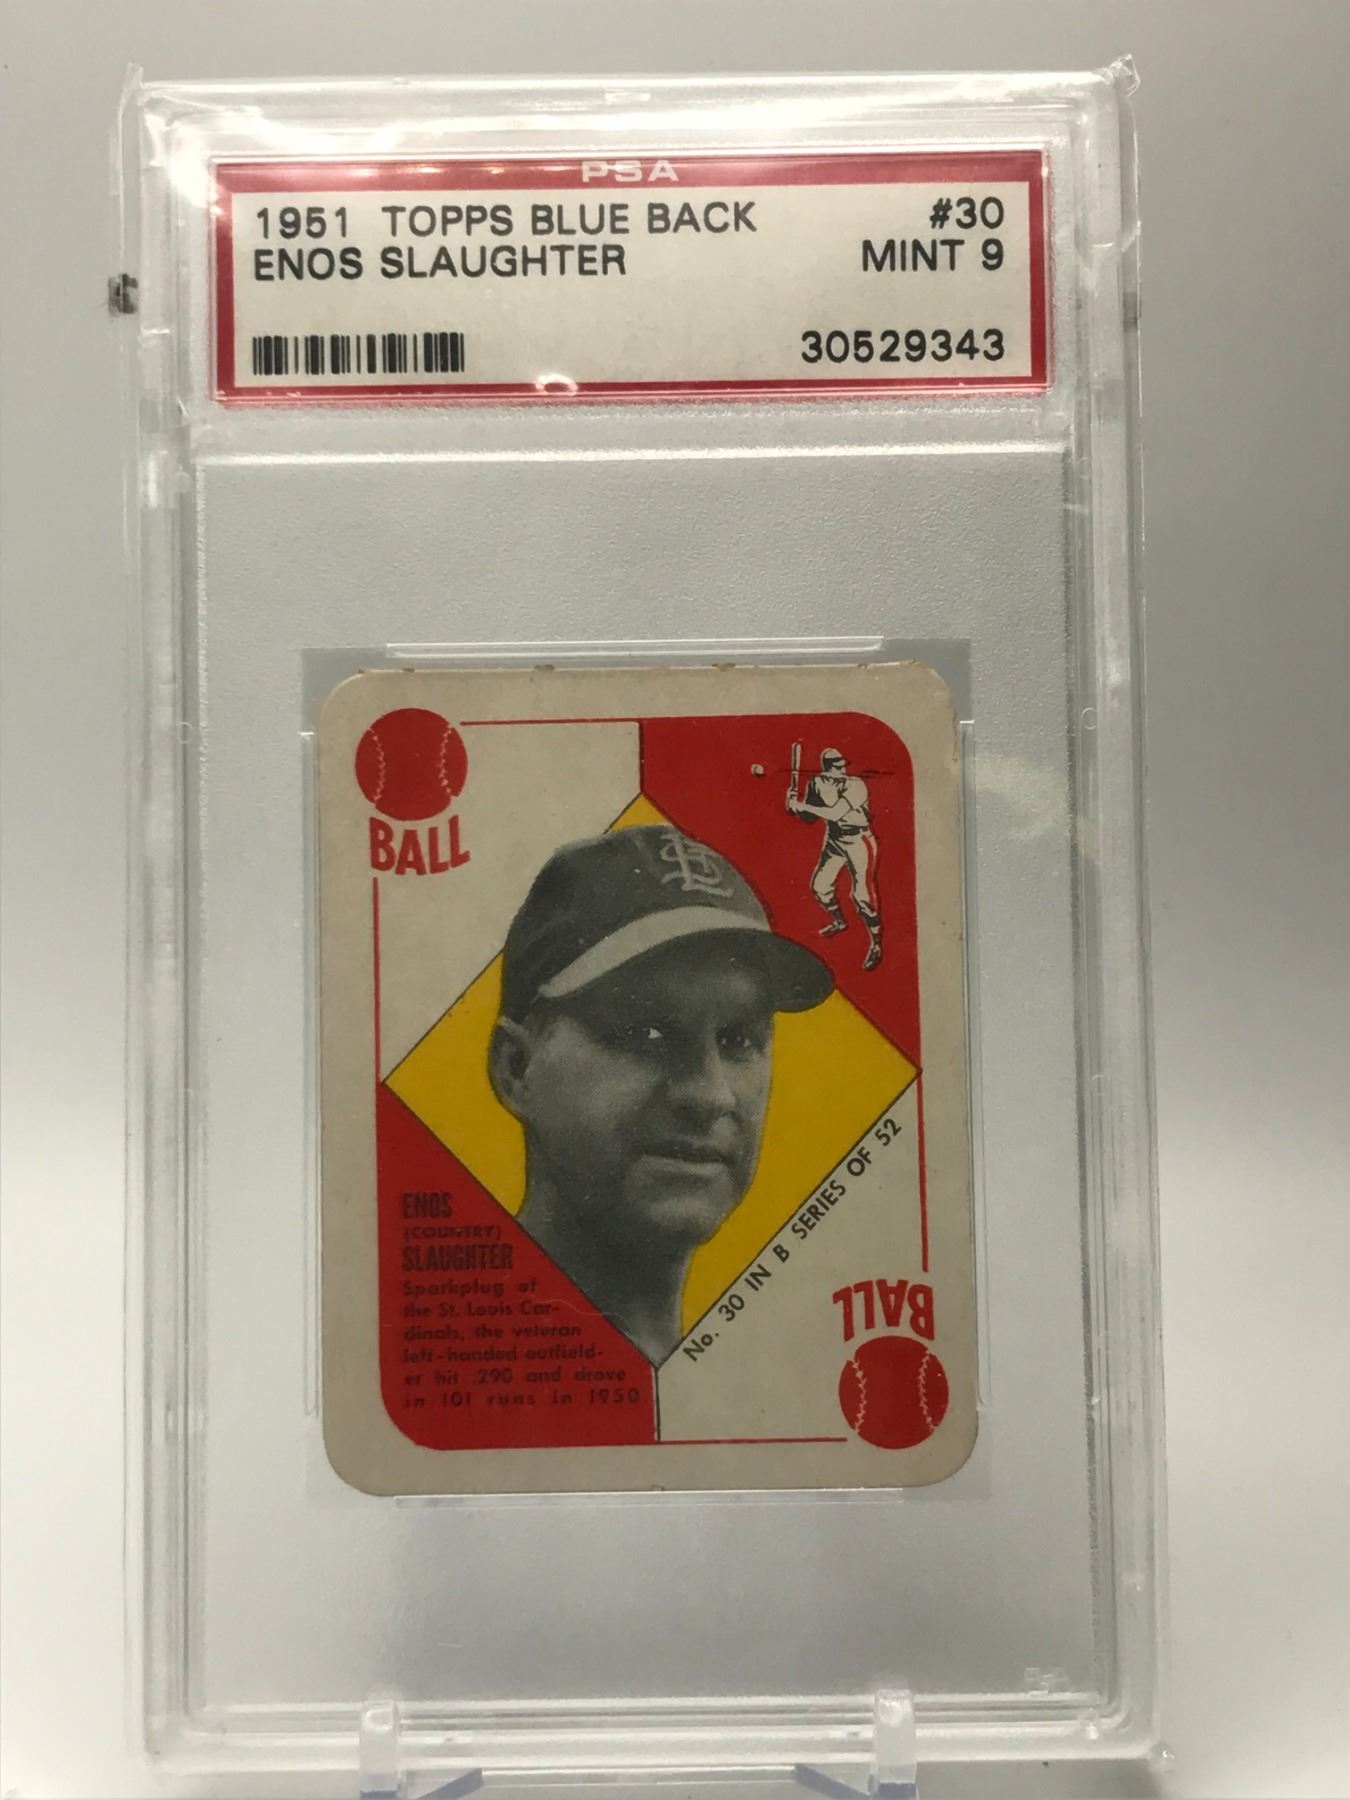 PSA
1951 TOPPS BLUE BACK #30
ENOS SLAUGHTER MINT 9
30529343
BALL
ENOS
(COUNTRY)
SLAUGHTER
Sparkplug of
the St. Louis Car-
dinals, the veteran
left-handed outfield-
er hit .290 and drove
in 101 runs in 1950.
No. 30 IN B SERIES OF 52
BALL
StL